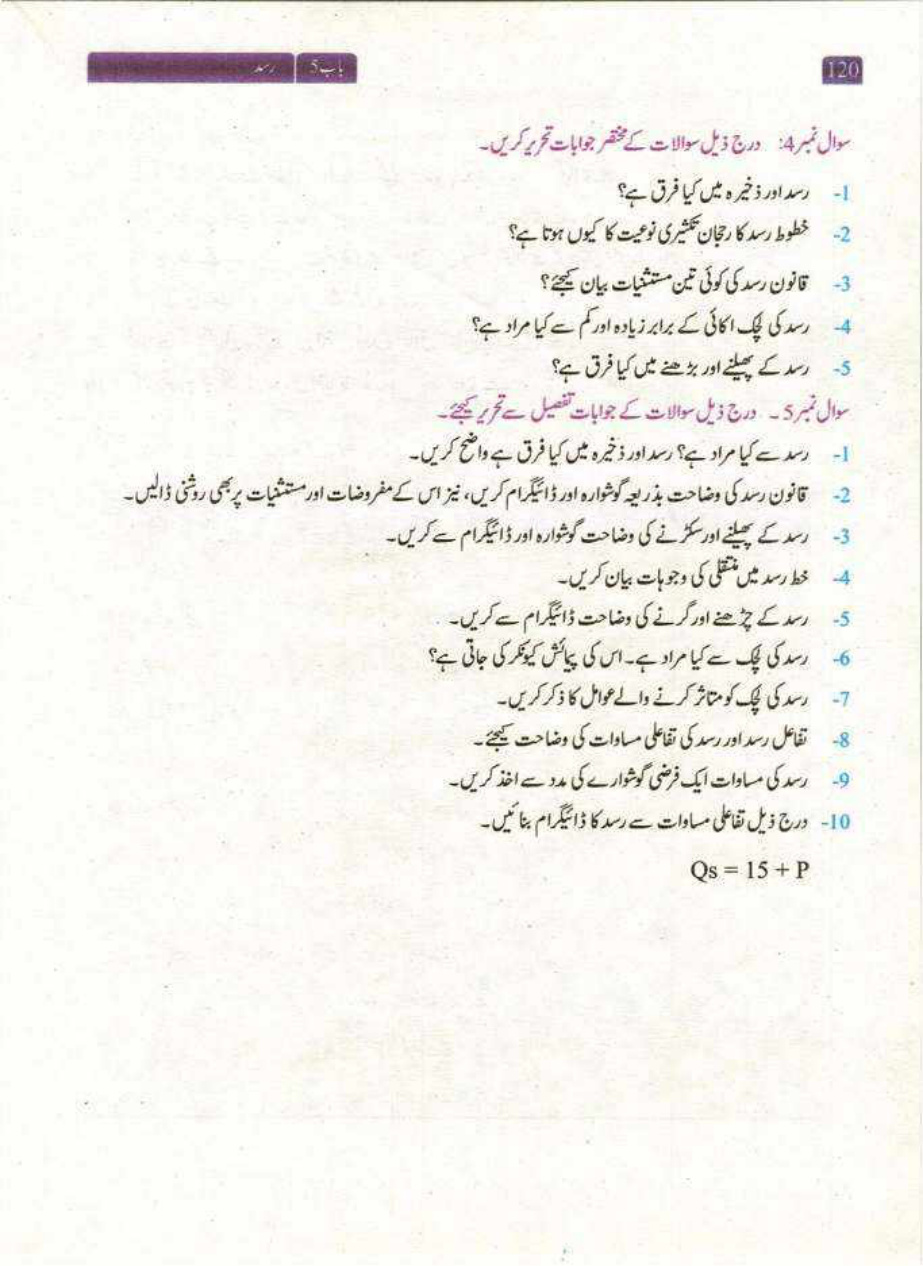 120
باب 5 رسد
سوال نمبر 4: درج ذیل سوالات کے مختصر جوابات تحریر کریں۔
1- رسد اور ذخیرہ میں کیا فرق ہے؟
2- خطوط رسد کا رجحان تکثیری نوعیت کا کیوں ہوتا ہے؟
3- قانون رسد کی کوئی تین مستثنیات بیان کیجئے؟
4- رسد کی لچک اکائی کے برابر زیادہ اور کم سے کیا مراد ہے؟
5- رسد کے پھیلنے اور بڑھنے میں کیا فرق ہے؟
سوال نمبر 5 ۔ درج ذیل سوالات کے جوابات تفصیل سے تحریر کیجئے۔
1- رسد سے کیا مراد ہے؟ رسد اور ذخیرہ میں کیا فرق ہے واضح کریں۔
2- قانون رسد کی وضاحت بذریعہ گوشوارہ اور ڈائیگرام کریں، نیز اس کے مفروضات اور مستثنیات پر بھی روشنی ڈالیں۔
3- رسد کے پھیلنے اور سکڑنے کی وضاحت گوشوارہ اور ڈائیگرام سے کریں۔
4- خط رسد میں منتقلی کی وجوہات بیان کریں۔
5- رسد کے چڑھنے اور گرنے کی وضاحت ڈائیگرام سے کریں۔
6- رسد کی لچک سے کیا مراد ہے۔ اس کی پیمائش کیونکر کی جاتی ہے؟
7- رسد کی لچک کو متاثر کرنے والے عوامل کا ذکر کریں۔
8- تفاعل رسد اور رسد کی تفاعلی مساوات کی وضاحت کیجئے۔
9- رسد کی مساوات ایک فرضی گوشوارے کی مدد سے اخذ کریں۔
10- درج ذیل تفاعلی مساوات سے رسد کا ڈائیگرام بنائیں۔
Qs = 15 + P